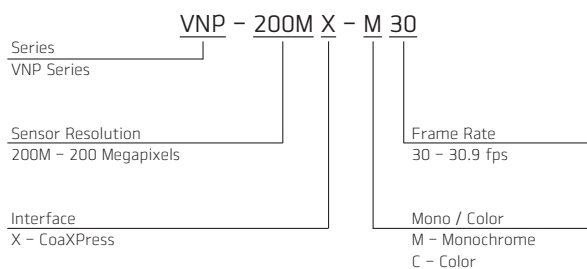 VNP - 200M X - M 30
Series
VNP Series
Sensor Resolution
200M - 200 Megapixels
Frame Rate
30 - 30.9 fps
Interface
X - CoaXPress
Mono / Color
M - Monochrome
C - Color